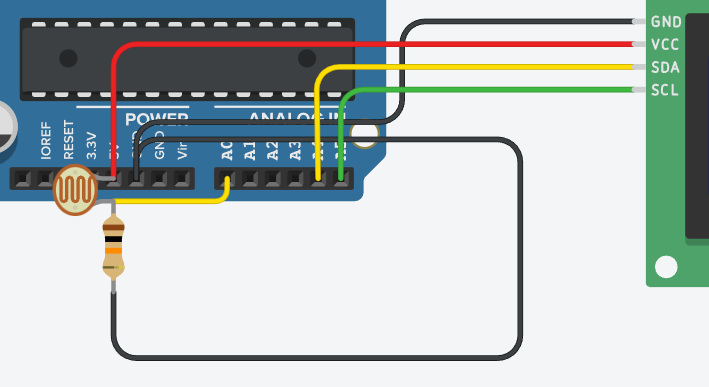 GND
VCC
SDA
SCL
POWER
ANALOG IN
IOREF
RESET
3.3V
5V
GND
GND
Vin
A0
A1
A2
A3
A4
A5